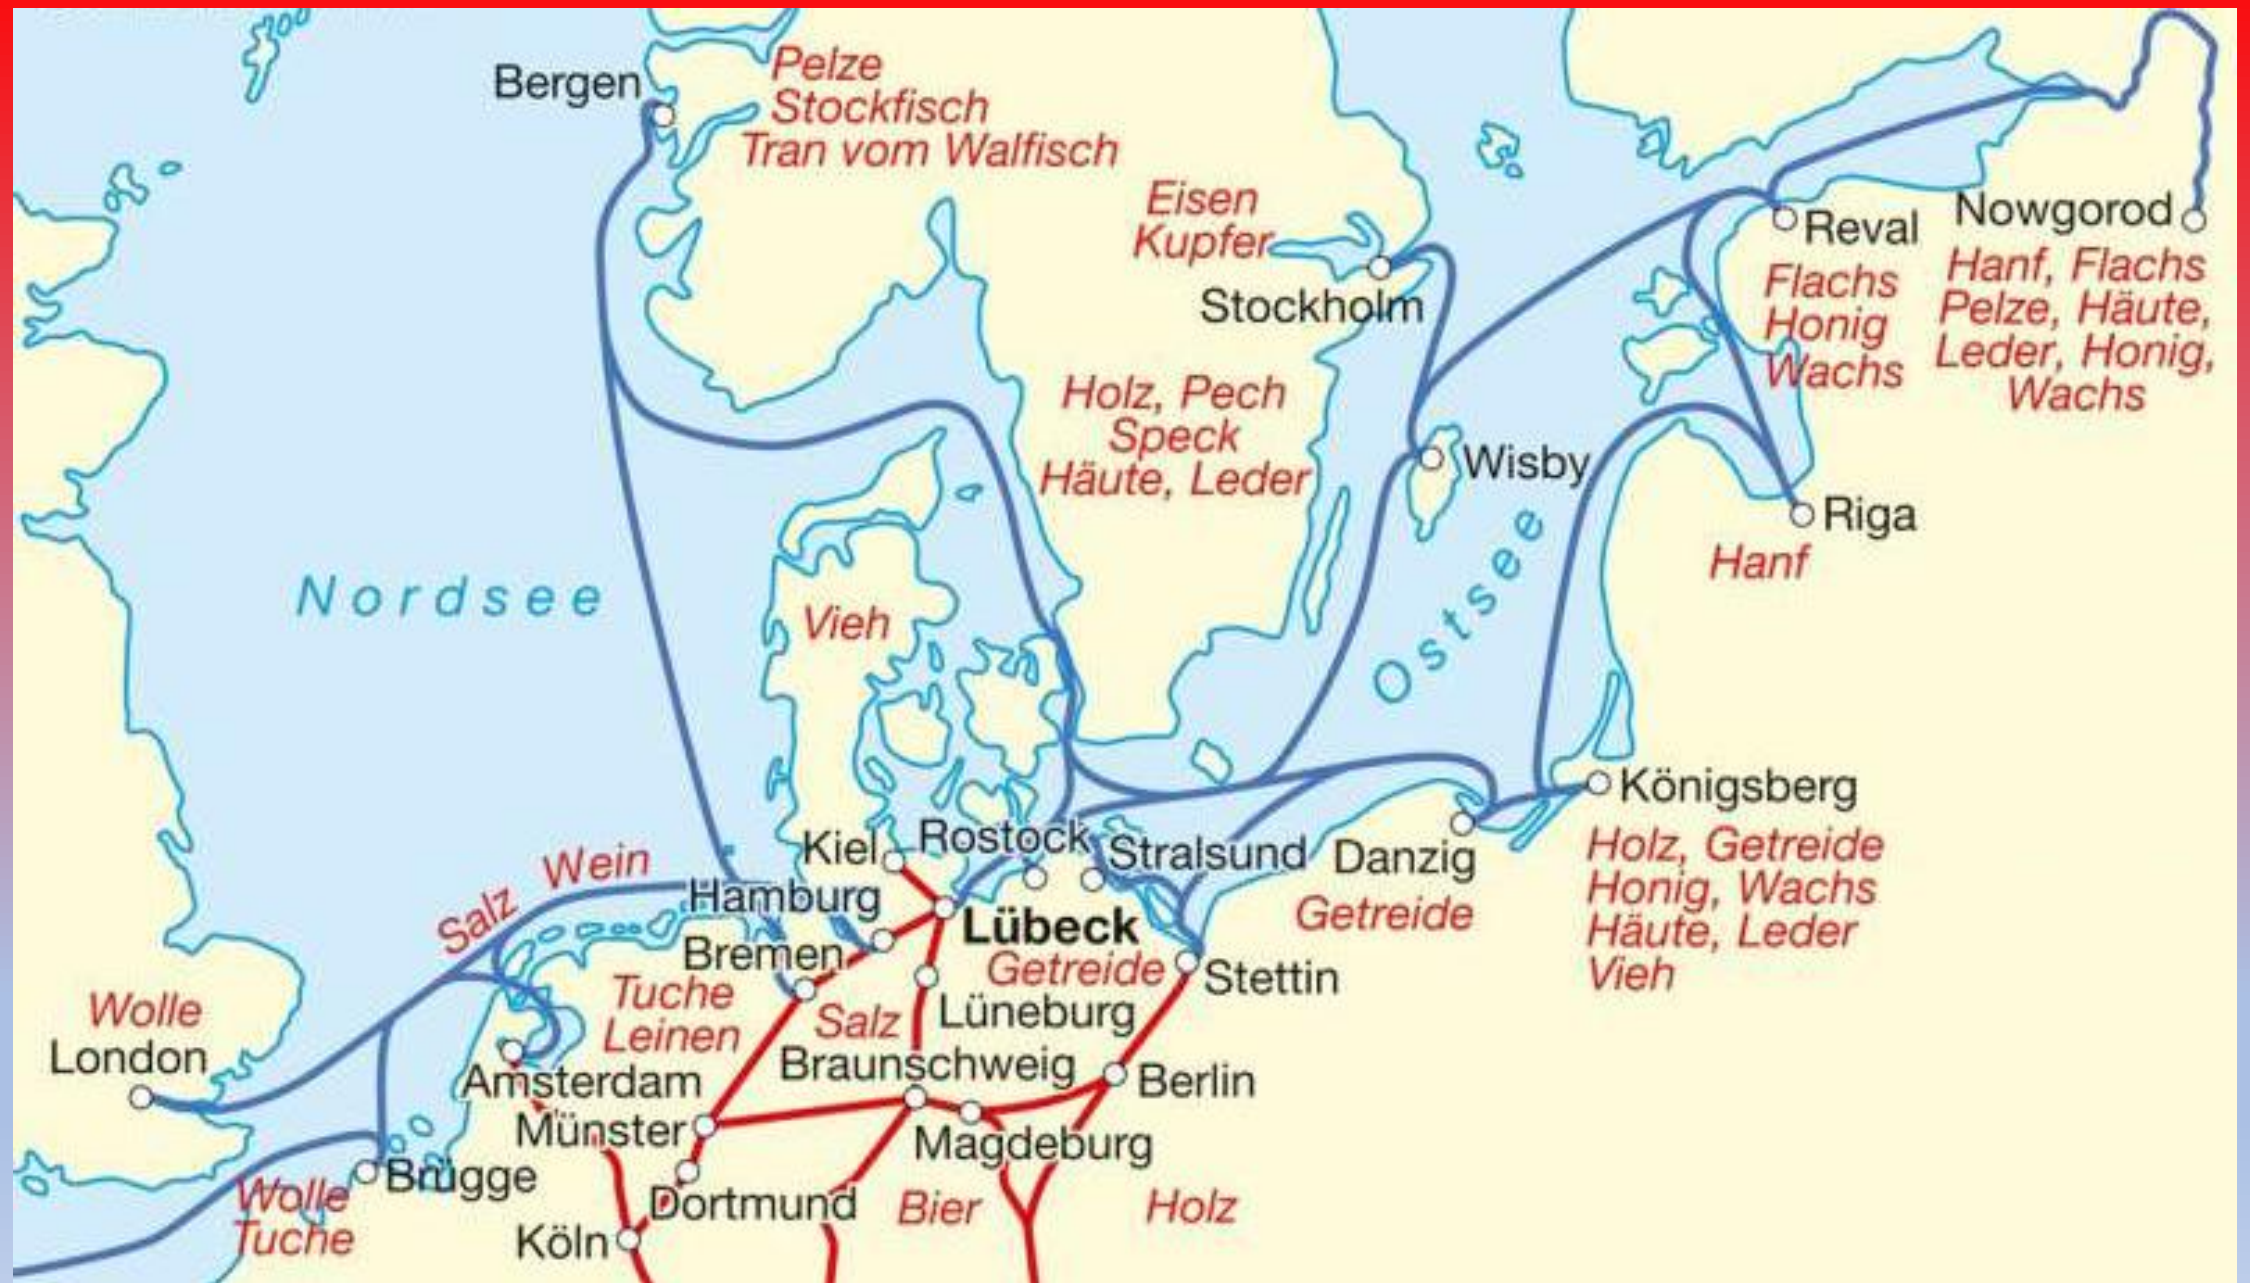 Bergen
Pelze
Stockfisch
Tran vom Walfisch
Eisen
Kupfer
Stockholm
Reval
Flachs
Honig
Wachs
Nowgorod
Hanf, Flachs
Pelze, Häute,
Leder, Honig,
Wachs
Holz, Pech
Speck
Häute, Leder
Wisby
Riga
Hanf
Nordsee
Ostsee
Vieh
Königsberg
Holz, Getreide
Honig, Wachs
Häute, Leder
Vieh
Kiel
Rostock
Stralsund
Danzig
Getreide
Salz Wein
Hamburg
Lübeck
Getreide
Bremen
Stettin
Tuche
Leinen
Salz
Lüneburg
Wolle
London
Amsterdam
Braunschweig
Berlin
Münster
Magdeburg
Brügge
Wolle
Tuche
Dortmund
Bier
Holz
Köln